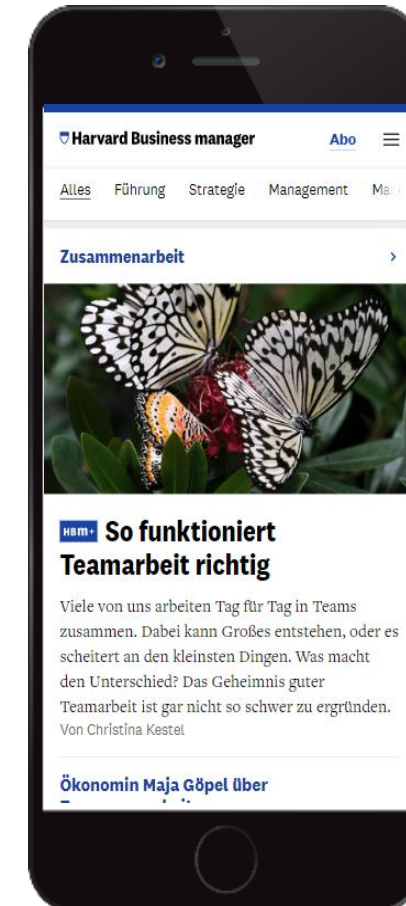 Harvard Business manager Abo
Alles Führung Strategie Management Ma
Zusammenarbeit
HBm+ So funktioniert
Teamarbeit richtig
Viele von uns arbeiten Tag für Tag in Teams
zusammen. Dabei kann Großes entstehen, oder es
scheitert an den kleinsten Dingen. Was macht
den Unterschied? Das Geheimnis guter
Teamarbeit ist gar nicht so schwer zu ergründen.
Von Christina Kestel
Ökonomin Maja Göpel über